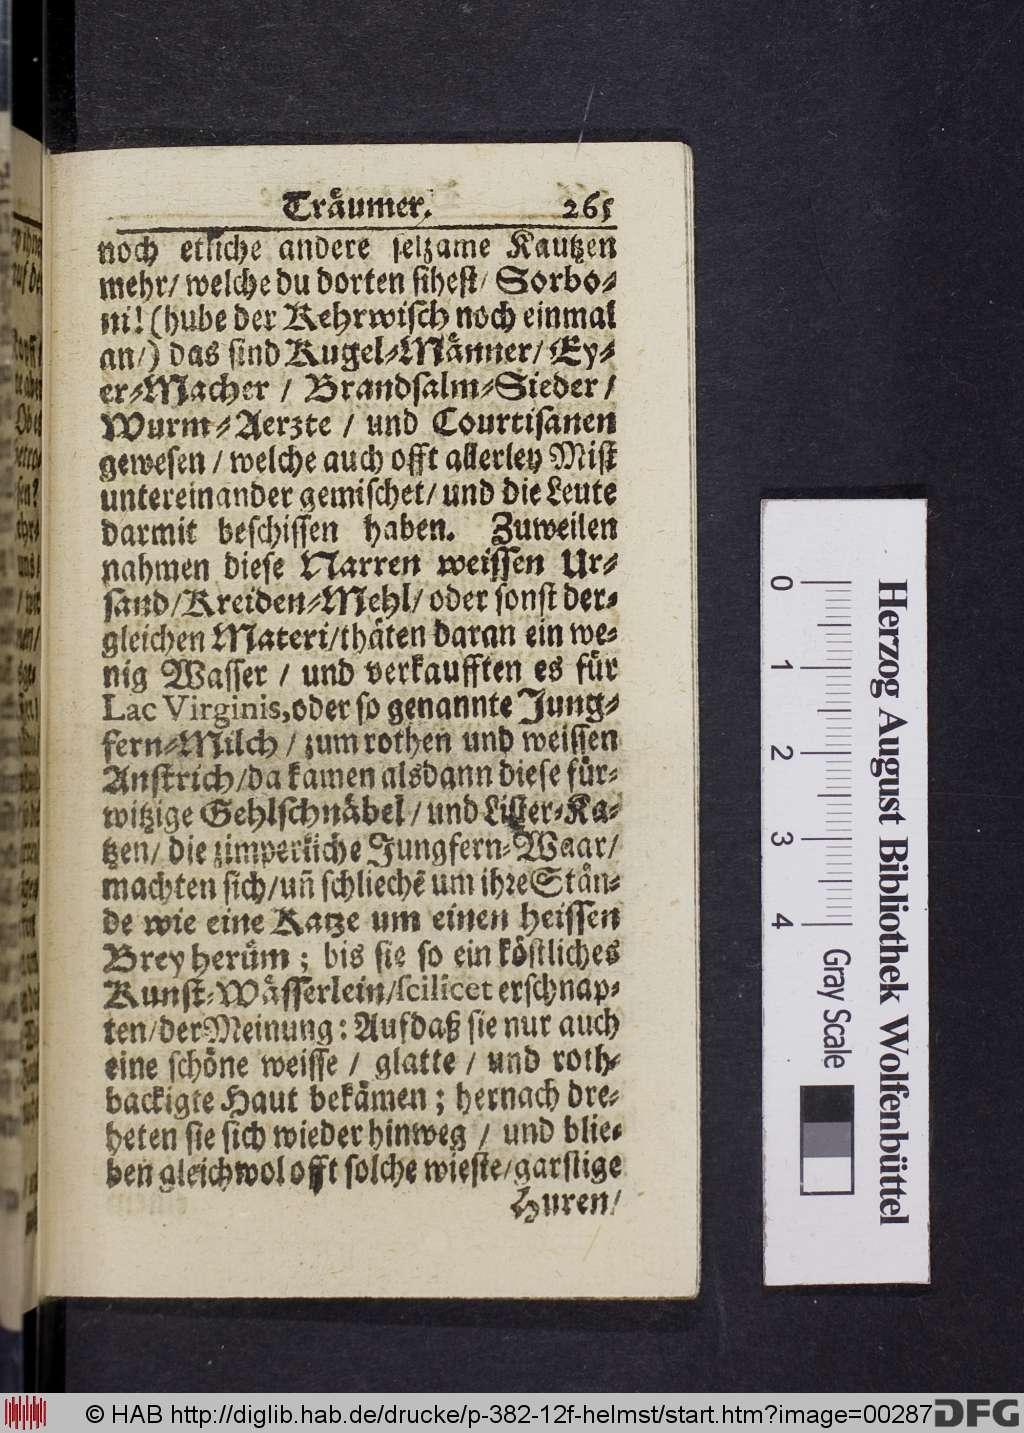 Träumer. 265
noch etliche andere selzame Kautzen
mehr/ welche du dorten sihest/ Sorbo-
ni! (hube der Kehrwisch noch einmal
an/) das sind Kugel-Männer/ Ey-
er-Macher / Brandsalm-Sieder /
Wurm-Aerzte / und Courtisanen
gewesen / welche auch offt allerley Mist
untereinander gemischet/ und die Leute
darmit beschissen haben. Zuweilen
nahmen diese Narren weissen Ur-
sand/Kreiden-Mehl/ oder sonst der-
gleichen Materi/thäten daran ein we-
nig Wasser / und verkaufften es für
Lac Virginis,oder so genannte Jung-
fern-Milch / zum rothen und weissen
Anstrich/da kamen alsdann diese für-
witzige Gehlschnäbel / und Lister-Ka-
tzen/ die zimperliche Jungfern-Waar/
machten sich/uñ schliechẽ um ihre Stän-
de wie eine Katze um einen heissen
Brey herüm ; bis sie so ein köstliches
Kunst-Wässerlein/scilicet erschnap-
ten/der Meinung: Aufdaß sie nur auch
eine schöne weisse / glatte / und roth-
backigte Haut bekämen ; hernach dre-
heten sie sich wieder hinweg / und blie-
ben gleichwol offt solche wieste/garstige
Huren/
0 1 2 3 4
Gray Scale
Herzog August Bibliothek Wolfenbüttel
© HAB http://diglib.hab.de/drucke/p-382-12f-helmst/start.htm?image=00287
DFG